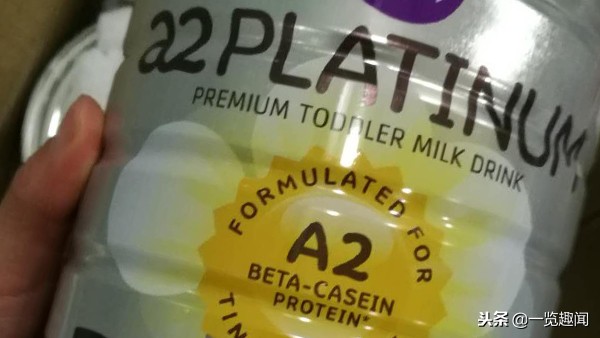 a2 PLATINUM
PREMIUM TODDLER MILK DRINK
FORMULATED FOR
A2
BETA-CASEIN
PROTEIN*
头条 @一览趣闻